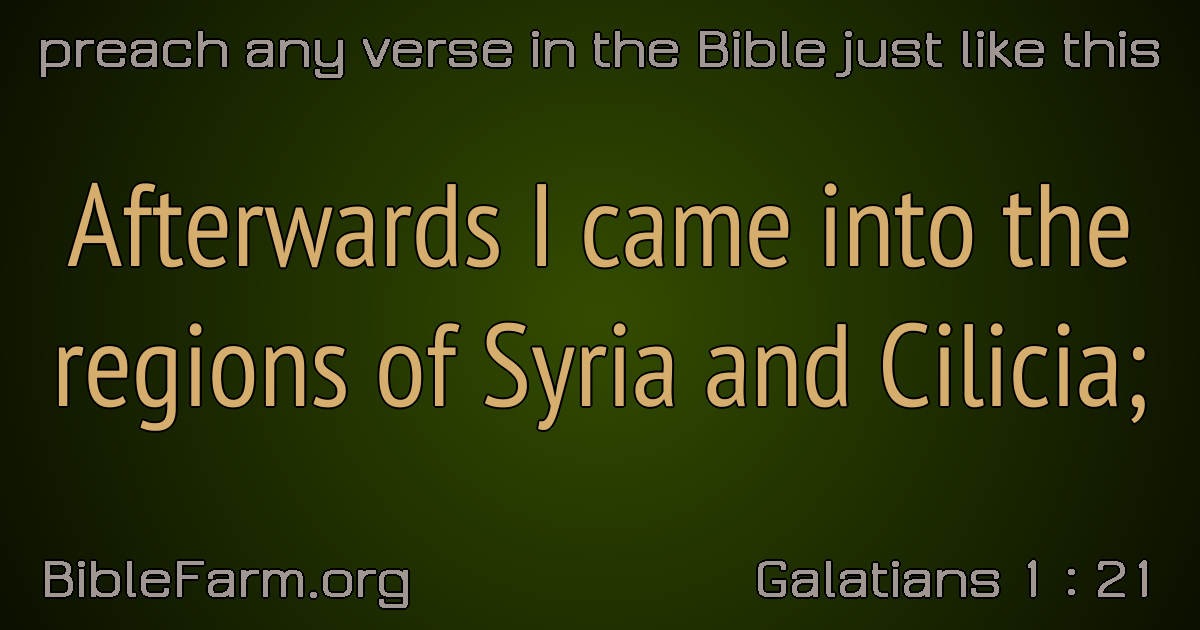 preach any verse in the Bible just like this
Afterwards I came into the
regions of Syria and Cilicia;
BibleFarm.org
Galatians 1 : 21